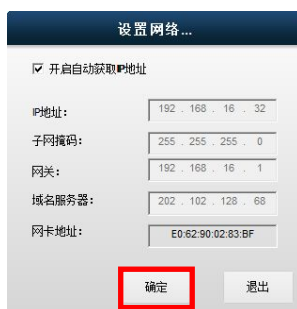 设置网络...
开启自动获取IP地址
IP地址： 192 . 168 . 16 . 32
子网掩码： 255 . 255 . 255 . 0
网关： 192 . 168 . 16 . 1
域名服务器： 202 . 102 . 128 . 68
网卡地址： E0:62:90:02:83:BF
确定 退出